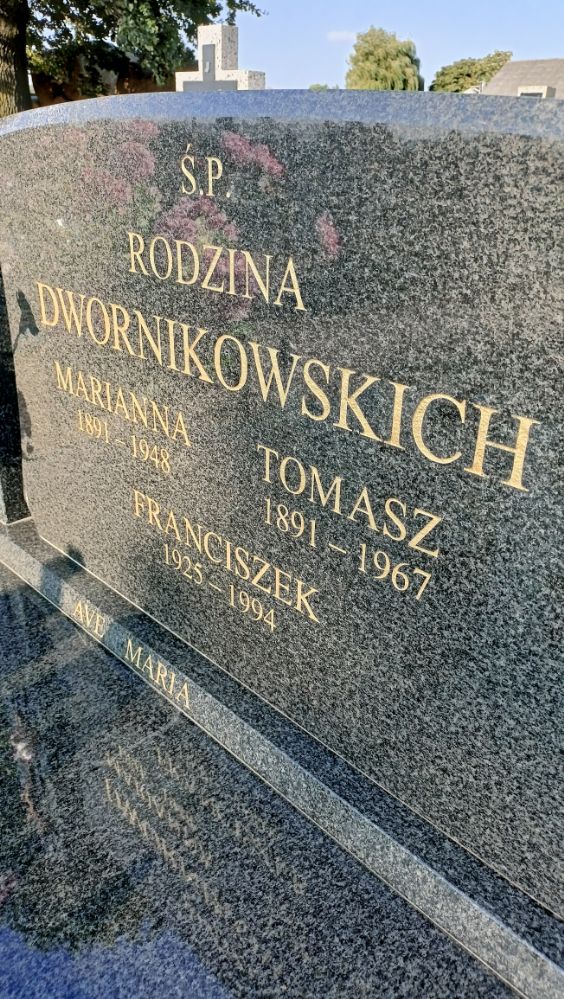 Ś.P.
RODZINA
DWORNIKOWSKICH
MARIANNA
1891 – 1948
TOMASZ
1891 – 1967
FRANCISZEK
1925 – 1994
AVE MARIA